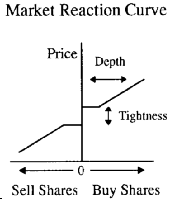 Market Reaction Curve
Price
Depth
Tightness
0
Sell Shares Buy Shares